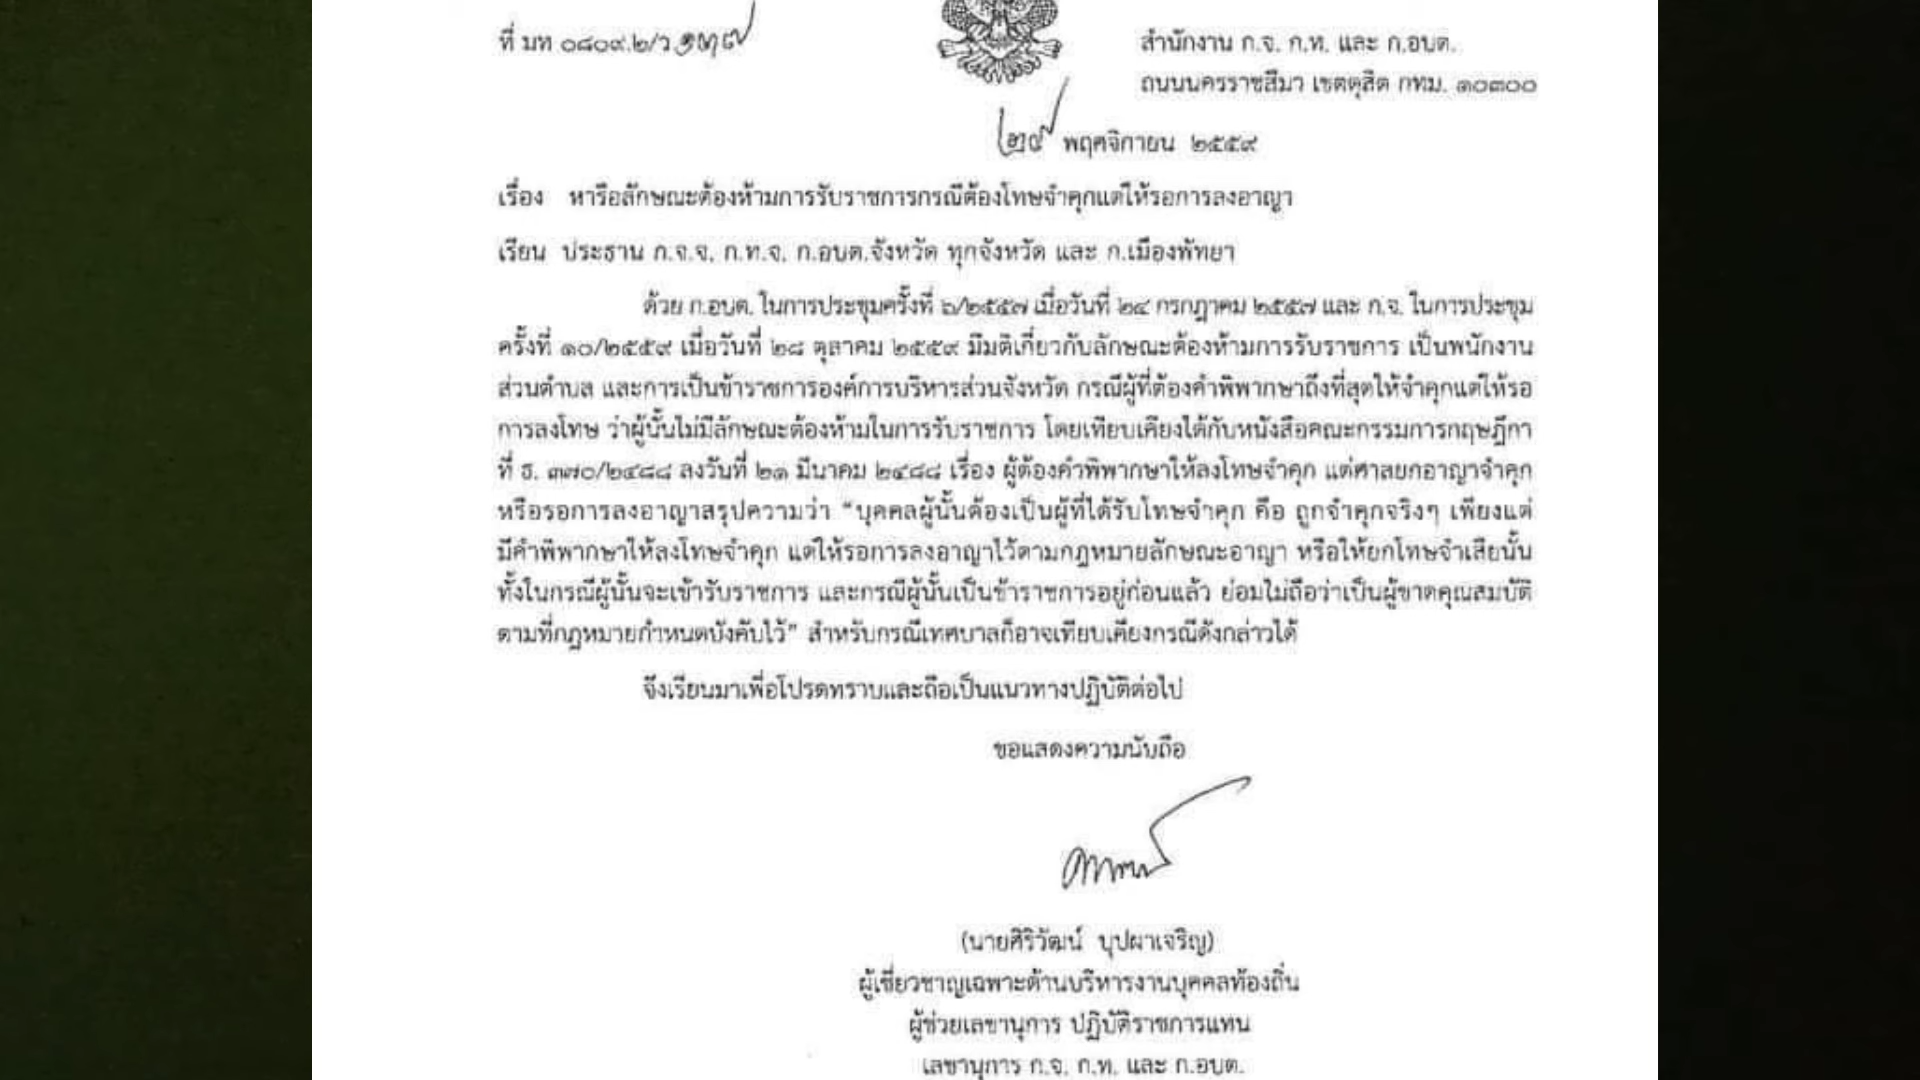 ที่ มท ๐๘๐๙.๒/ว ๑๓๗
สำนักงาน ก.จ. ก.ท. และ ก.อบต.
ถนนนครราชสีมา เขตดุสิต กทม. ๑๐๓๐๐
๒๙ พฤศจิกายน ๒๕๕๙
เรื่อง หารือลักษณะต้องห้ามการรับราชการกรณีต้องโทษจำคุกแต่ให้รอการลงอาญา
เรียน ประธาน ก.จ.จ. ก.ท.จ. ก.อบต.จังหวัด ทุกจังหวัด และ ก.เมืองพัทยา
ด้วย ก.อบต. ในการประชุมครั้งที่ ๖/๒๕๕๗ เมื่อวันที่ ๒๔ กรกฎาคม ๒๕๕๗ และ ก.จ. ในการประชุม
ครั้งที่ ๑๐/๒๕๕๙ เมื่อวันที่ ๒๘ ตุลาคม ๒๕๕๙ มีมติเกี่ยวกับลักษณะต้องห้ามการรับราชการ เป็นพนักงาน
ส่วนตำบล และการเป็นข้าราชการองค์การบริหารส่วนจังหวัด กรณีผู้ที่ต้องคำพิพากษาถึงที่สุดให้จำคุกแต่ให้รอ
การลงโทษ ว่าผู้นั้นไม่มีลักษณะต้องห้ามในการรับราชการ โดยเทียบเคียงได้กับหนังสือคณะกรรมการกฤษฎีกา
ที่ ธ. ๓๗๐/๒๔๘๘ ลงวันที่ ๒๑ มีนาคม ๒๔๘๘ เรื่อง ผู้ต้องคำพิพากษาให้ลงโทษจำคุก แต่ศาลยกอาญาจำคุก
หรือรอการลงอาญาสรุปความว่า “บุคคลผู้นั้นต้องเป็นผู้ที่ได้รับโทษจำคุก คือ ถูกจำคุกจริงๆ เพียงแต่
มีคำพิพากษาให้ลงโทษจำคุก แต่ให้รอการลงอาญาไว้ตามกฎหมายลักษณะอาญา หรือให้ยกโทษจำเสียนั้น
ทั้งในกรณีผู้นั้นจะเข้ารับราชการ และกรณีผู้นั้นเป็นข้าราชการอยู่ก่อนแล้ว ย่อมไม่ถือว่าเป็นผู้ขาดคุณสมบัติ
ตามที่กฎหมายกำหนดบังคับไว้” สำหรับกรณีเทศบาลก็อาจเทียบเคียงกรณีดังกล่าวได้
จึงเรียนมาเพื่อโปรดทราบและถือเป็นแนวทางปฏิบัติต่อไป
ขอแสดงความนับถือ
(นายศิริวัฒน์ บุปผาเจริญ)
ผู้เชี่ยวชาญเฉพาะด้านบริหารงานบุคคลท้องถิ่น
ผู้ช่วยเลขานุการ ปฏิบัติราชการแทน
เลขานุการ ก.จ. ก.ท. และ ก.อบต.